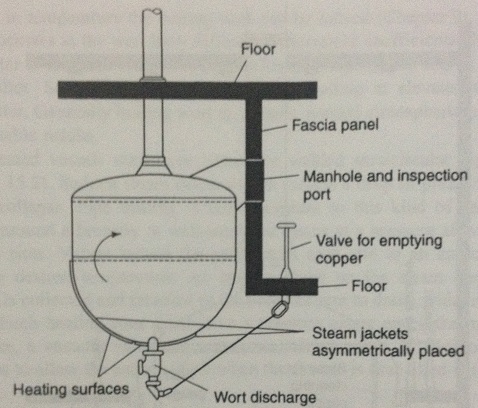 Floor
Fascia panel
Manhole and inspection
port
Valve for emptying
copper
Floor
Steam jackets
asymmetrically placed
Heating surfaces
Wort discharge